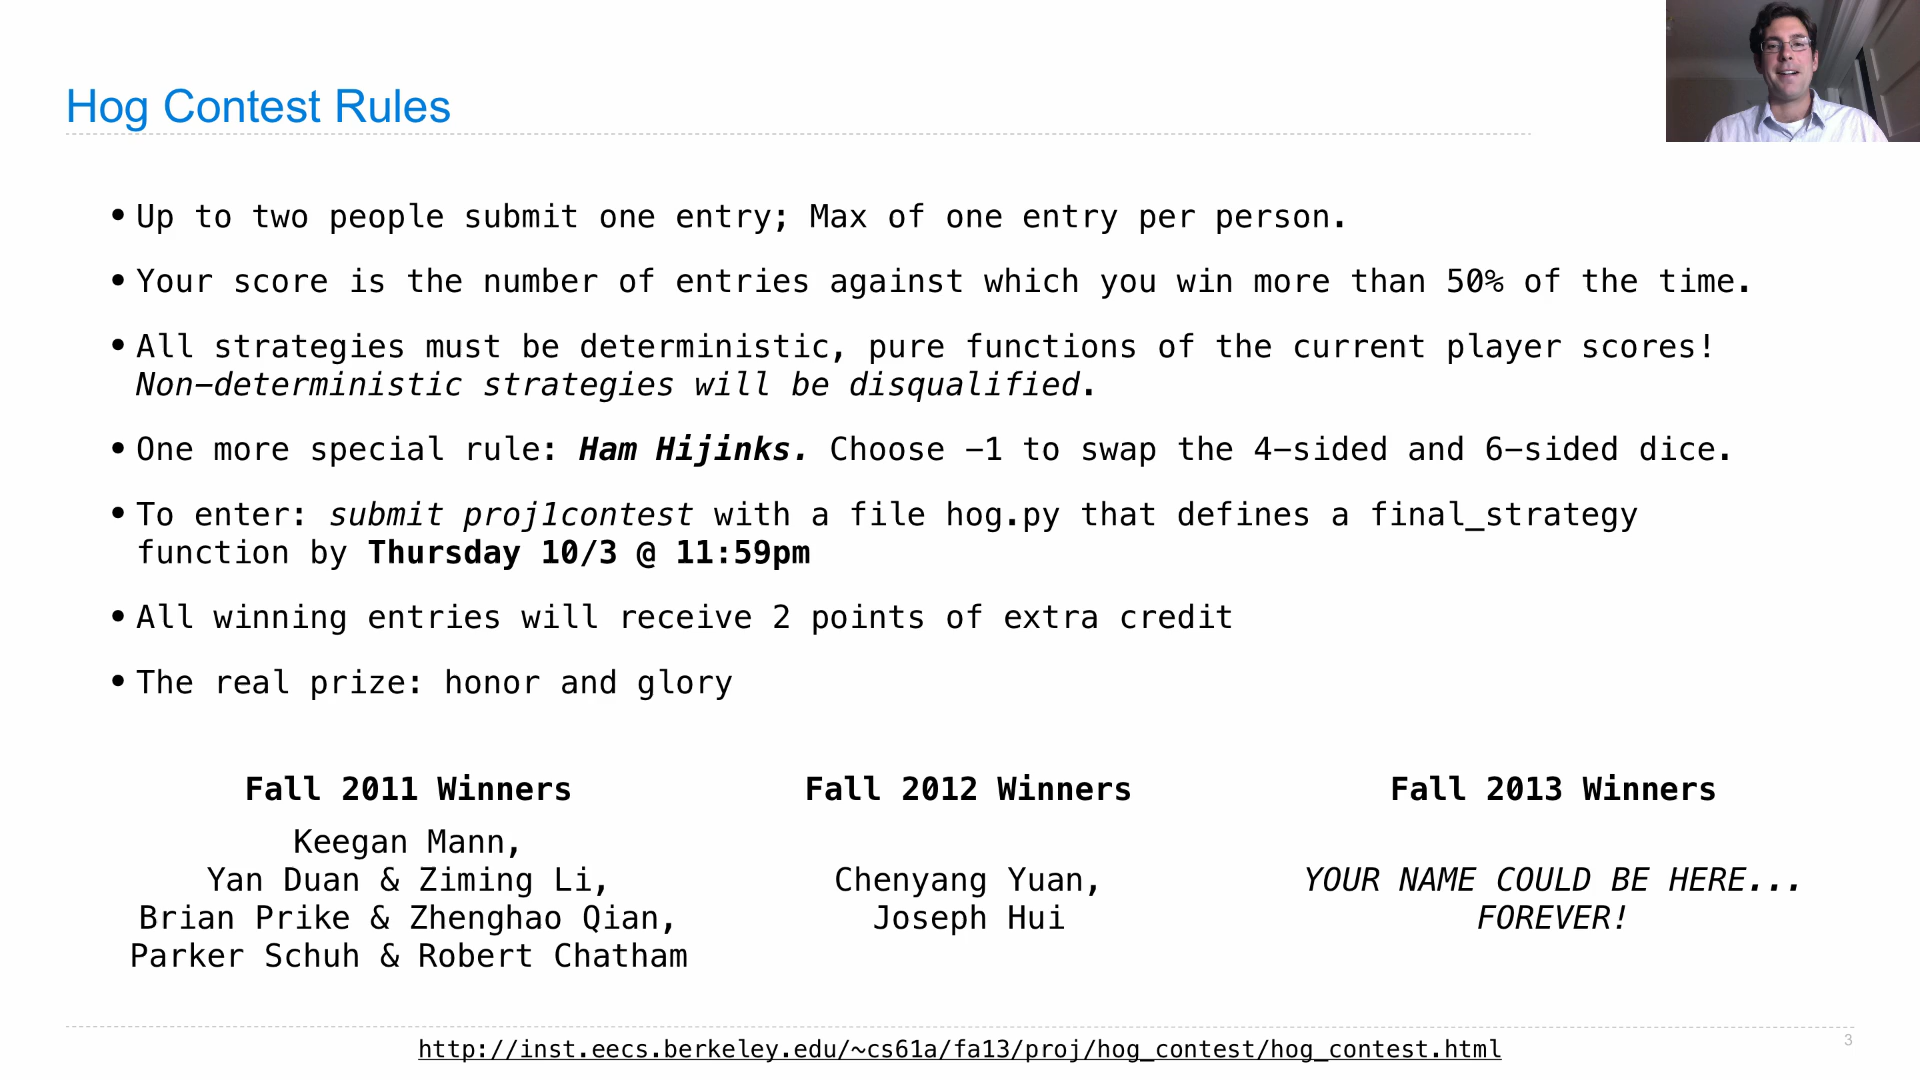 Hog Contest Rules
• Up to two people submit one entry; Max of one entry per person.
• Your score is the number of entries against which you win more than 50% of the time.
• All strategies must be deterministic, pure functions of the current player scores!
Non-deterministic strategies will be disqualified.
• One more special rule: Ham Hijinks. Choose -1 to swap the 4-sided and 6-sided dice.
• To enter: submit proj1contest with a file hog.py that defines a final_strategy
function by Thursday 10/3 @ 11:59pm
• All winning entries will receive 2 points of extra credit
• The real prize: honor and glory
Fall 2011 Winners
Keegan Mann,
Yan Duan & Ziming Li,
Brian Prike & Zhenghao Qian,
Parker Schuh & Robert Chatham
Fall 2012 Winners
Chenyang Yuan,
Joseph Hui
Fall 2013 Winners
YOUR NAME COULD BE HERE...
FOREVER!
http://inst.eecs.berkeley.edu/~cs61a/fa13/proj/hog_contest/hog_contest.html
3